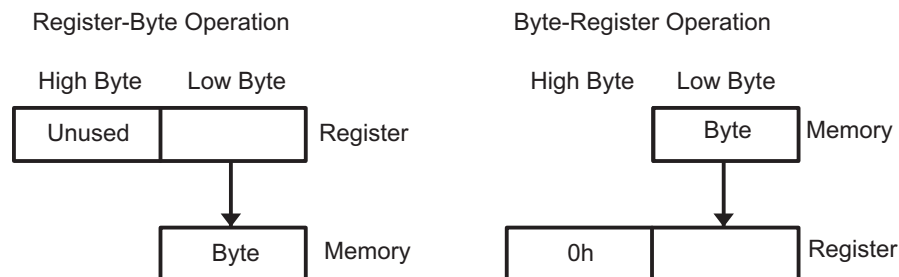 Register-Byte Operation
High Byte Low Byte
Unused
Register
Byte
Memory
Byte-Register Operation
High Byte Low Byte
Byte
Memory
0h
Register